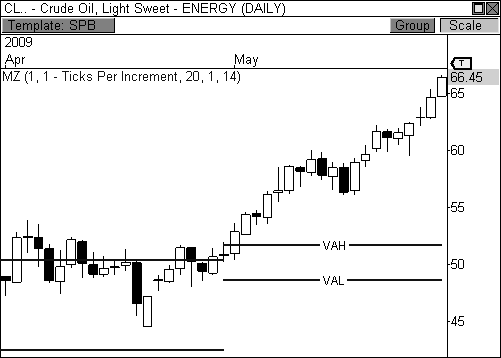 CL.. - Crude Oil, Light Sweet - ENERGY (DAILY)
Template: SPB Group Scale
2009
Apr May
MZ (1, 1 - Ticks Per Increment, 20, 1, 14)
T
66.45
65
60
55
VAH
50
VAL
45